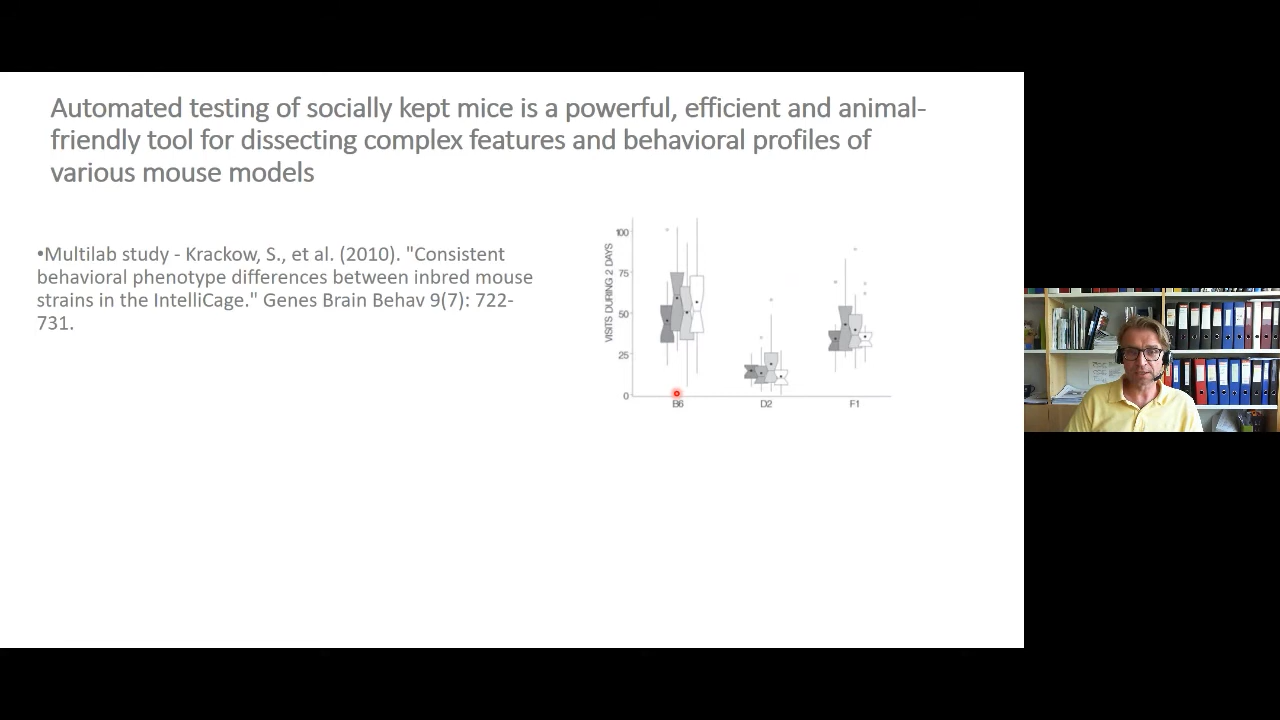 Automated testing of socially kept mice is a powerful, efficient and animal-
friendly tool for dissecting complex features and behavioral profiles of
various mouse models
•Multilab study - Krackow, S., et al. (2010). "Consistent
behavioral phenotype differences between inbred mouse
strains in the IntelliCage." Genes Brain Behav 9(7): 722-
731.
VISITS DURING 2 DAYS
100
75
50
25
0
B6 D2 F1